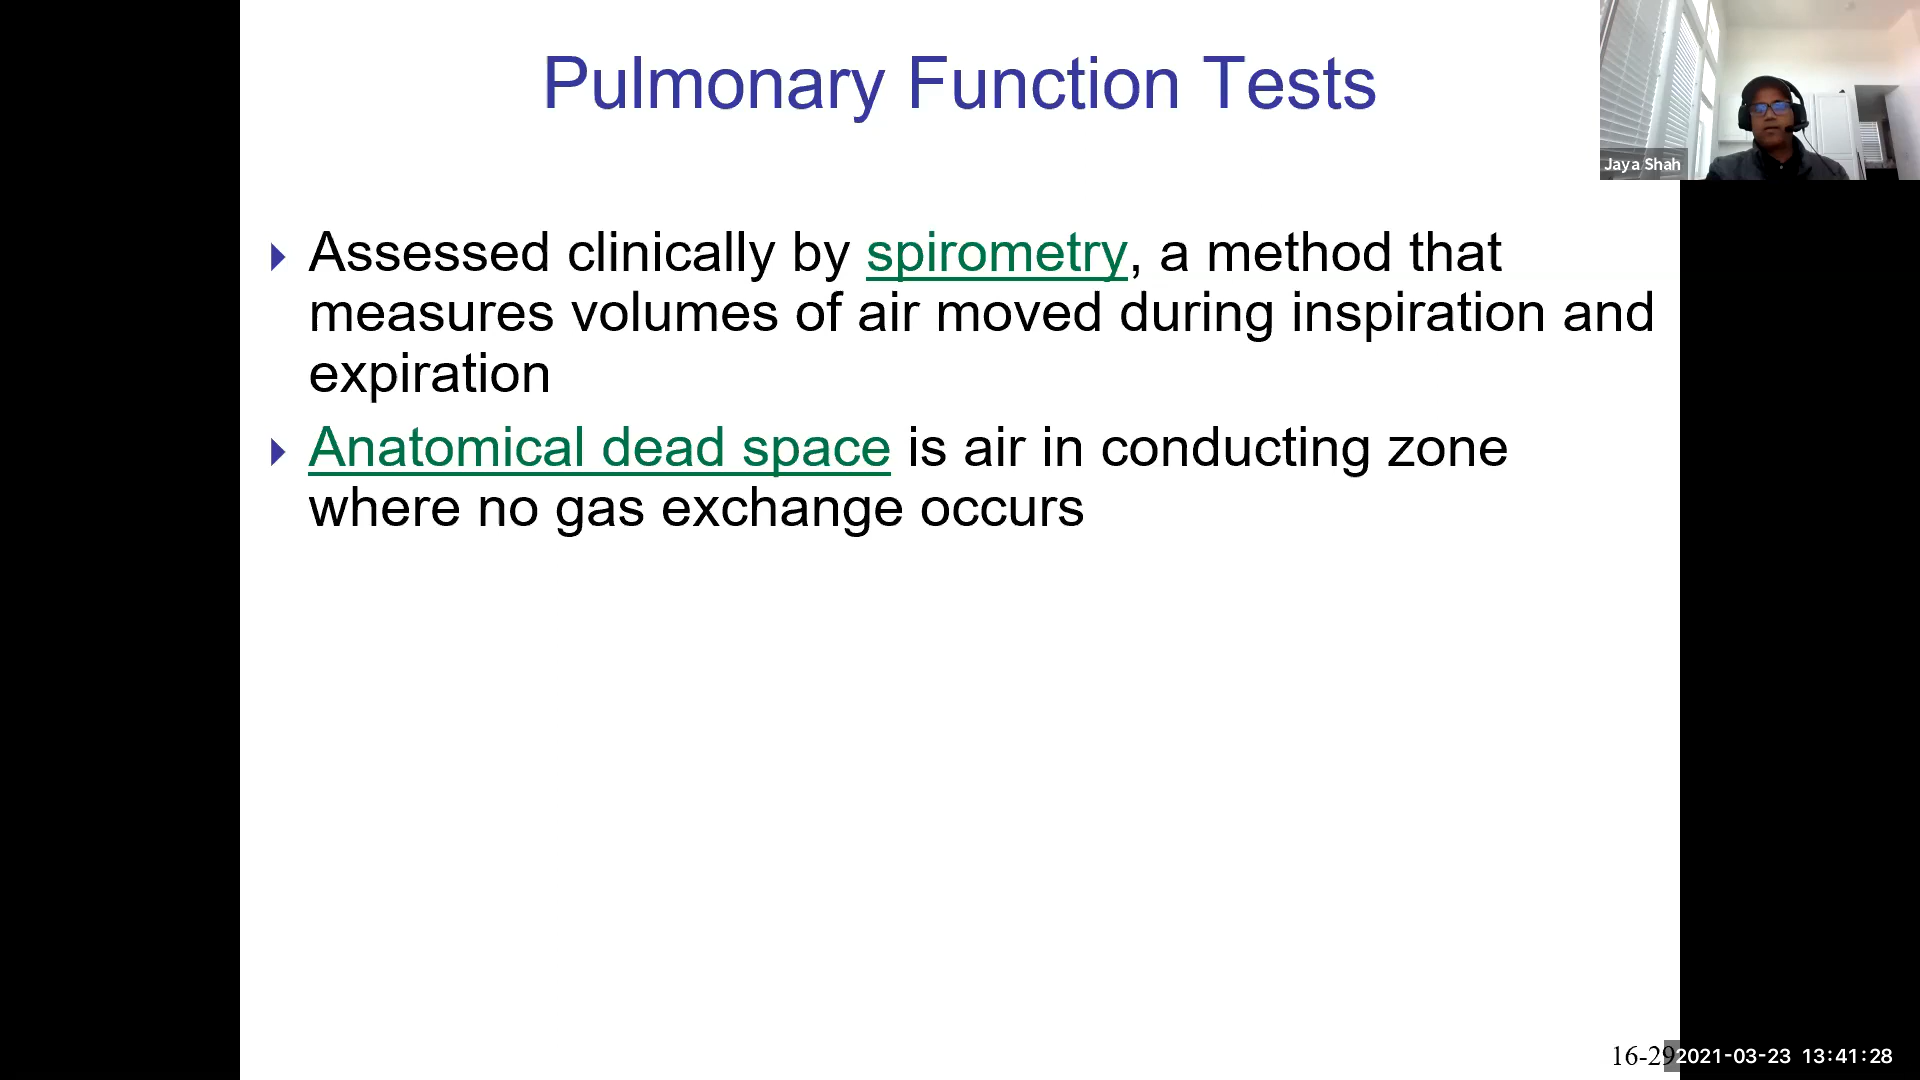 Pulmonary Function Tests
Jaya Shah
Assessed clinically by spirometry, a method that
measures volumes of air moved during inspiration and
expiration
Anatomical dead space is air in conducting zone
where no gas exchange occurs
16-29
2021-03-23 13:41:28